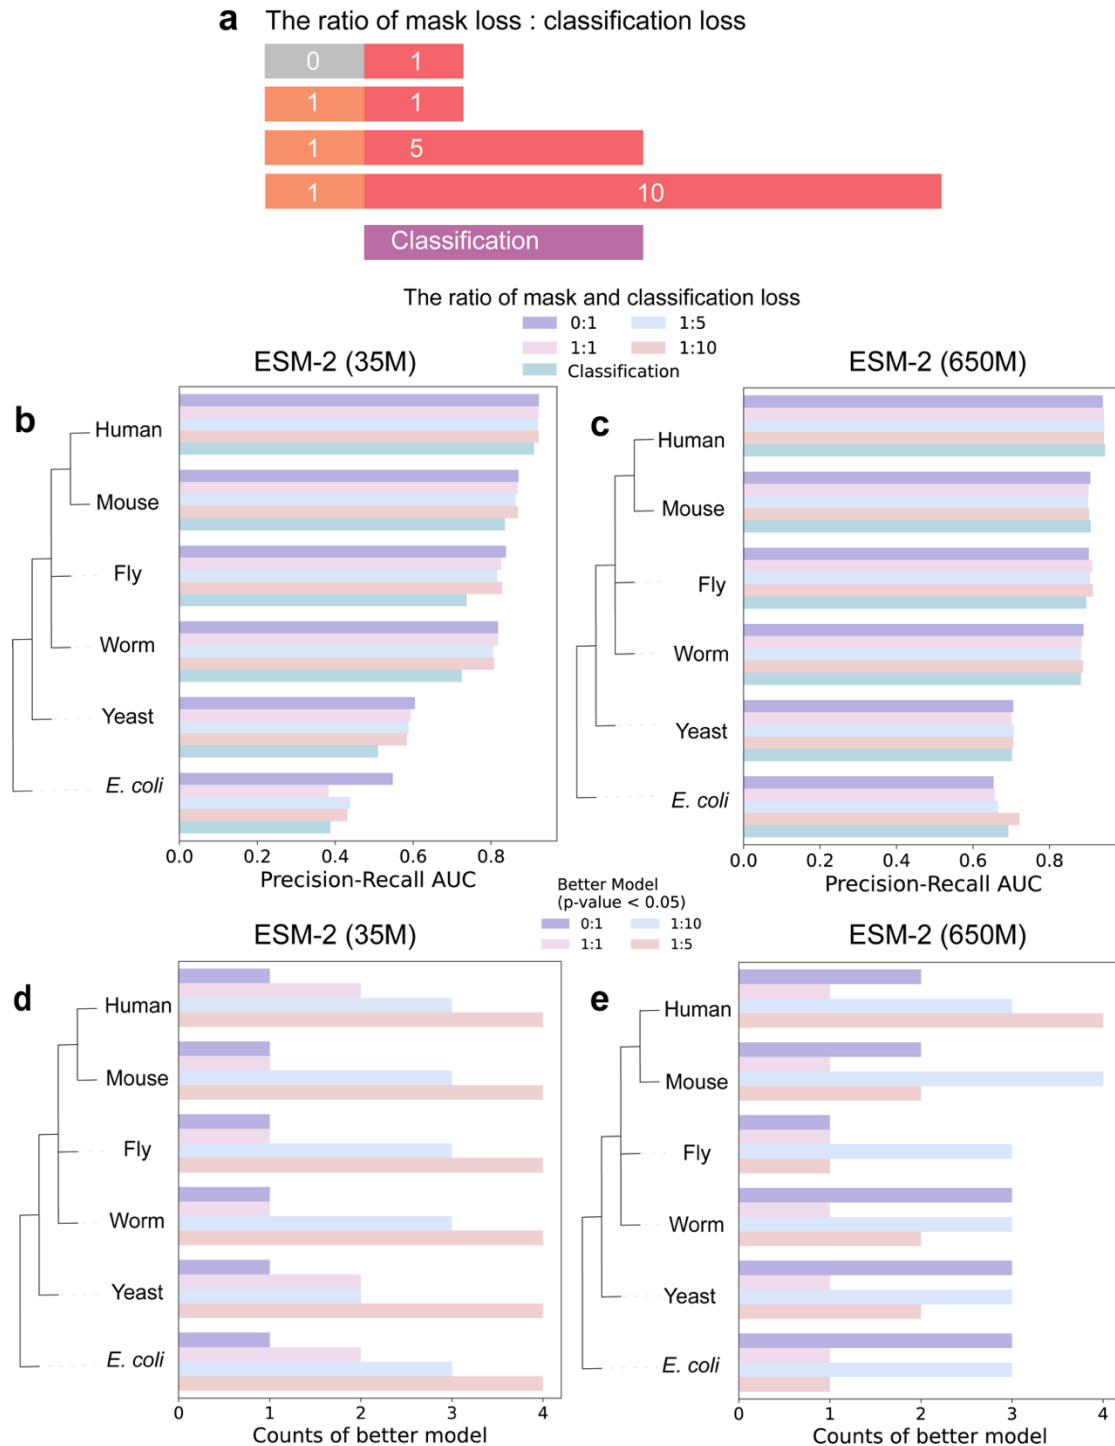 a The ratio of mask loss : classification loss
0 1
1 1
1 5
1 10
Classification
The ratio of mask and classification loss
0:1 1:5
1:1 1:10
Classification
ESM-2 (35M)
b
Human
Mouse
Fly
Worm
Yeast
E. coli
0.0 0.2 0.4 0.6 0.8
Precision-Recall AUC
ESM-2 (650M)
c
Human
Mouse
Fly
Worm
Yeast
E. coli
0.0 0.2 0.4 0.6 0.8
Precision-Recall AUC
Better Model
(p-value < 0.05)
0:1 1:10
1:1 1:5
ESM-2 (35M)
d
Human
Mouse
Fly
Worm
Yeast
E. coli
0 1 2 3 4
Counts of better model
ESM-2 (650M)
e
Human
Mouse
Fly
Worm
Yeast
E. coli
0 1 2 3 4
Counts of better model